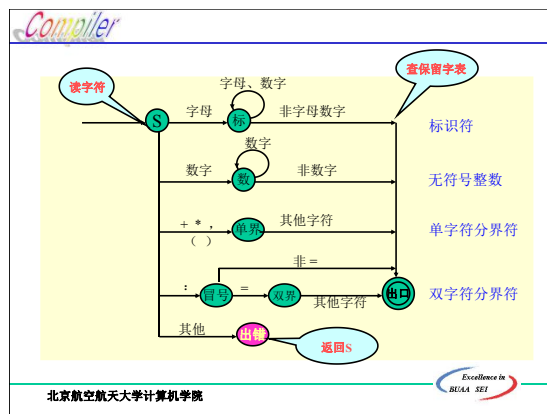 Compiler
读字符
查保留字表
字母、数字
S
字母
标
非字母数字
标识符
数字
数字
数
非数字
无符号整数
+ * ,
( )
单界
其他字符
单字符分界符
非 =
:
冒号
=
双界
其他字符
出口
双字符分界符
其他
出错
返回S
北京航空航天大学计算机学院
Excellence in
BUAA SEI